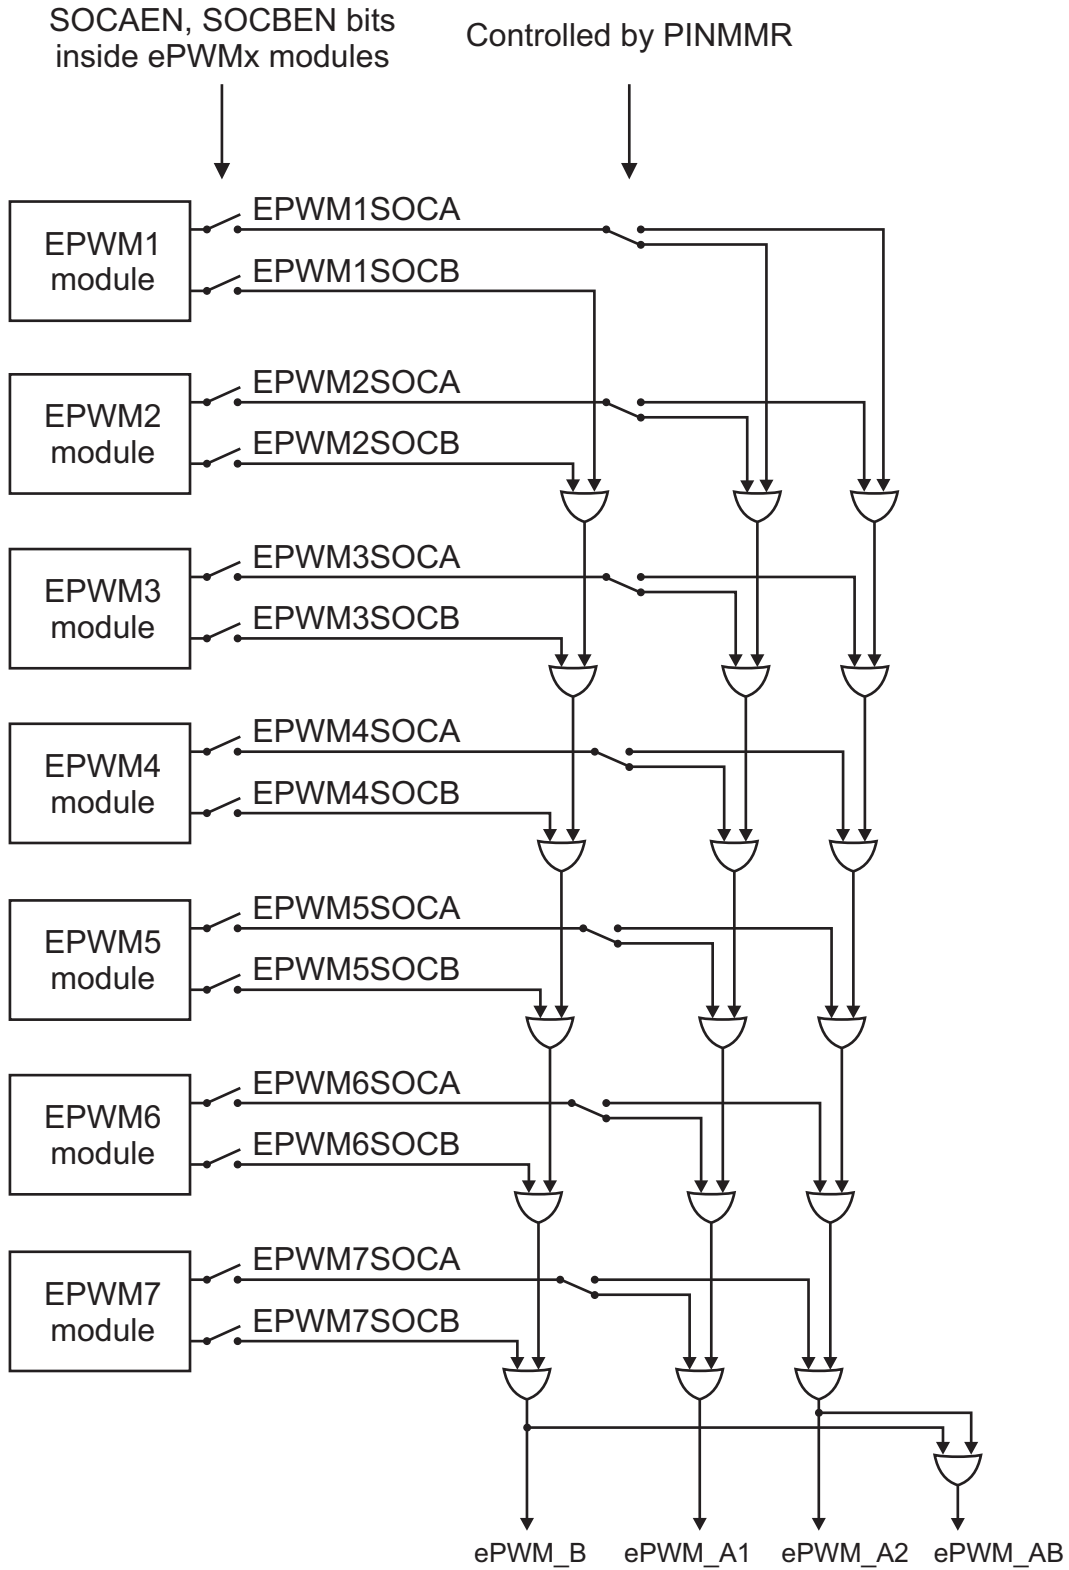 SOCAEN, SOCBEN bits
inside ePWMx modules
Controlled by PINMMR
EPWM1
module
EPWM1SOCA
EPWM1SOCB
EPWM2
module
EPWM2SOCA
EPWM2SOCB
EPWM3
module
EPWM3SOCA
EPWM3SOCB
EPWM4
module
EPWM4SOCA
EPWM4SOCB
EPWM5
module
EPWM5SOCA
EPWM5SOCB
EPWM6
module
EPWM6SOCA
EPWM6SOCB
EPWM7
module
EPWM7SOCA
EPWM7SOCB
ePWM_B
ePWM_A1
ePWM_A2
ePWM_AB